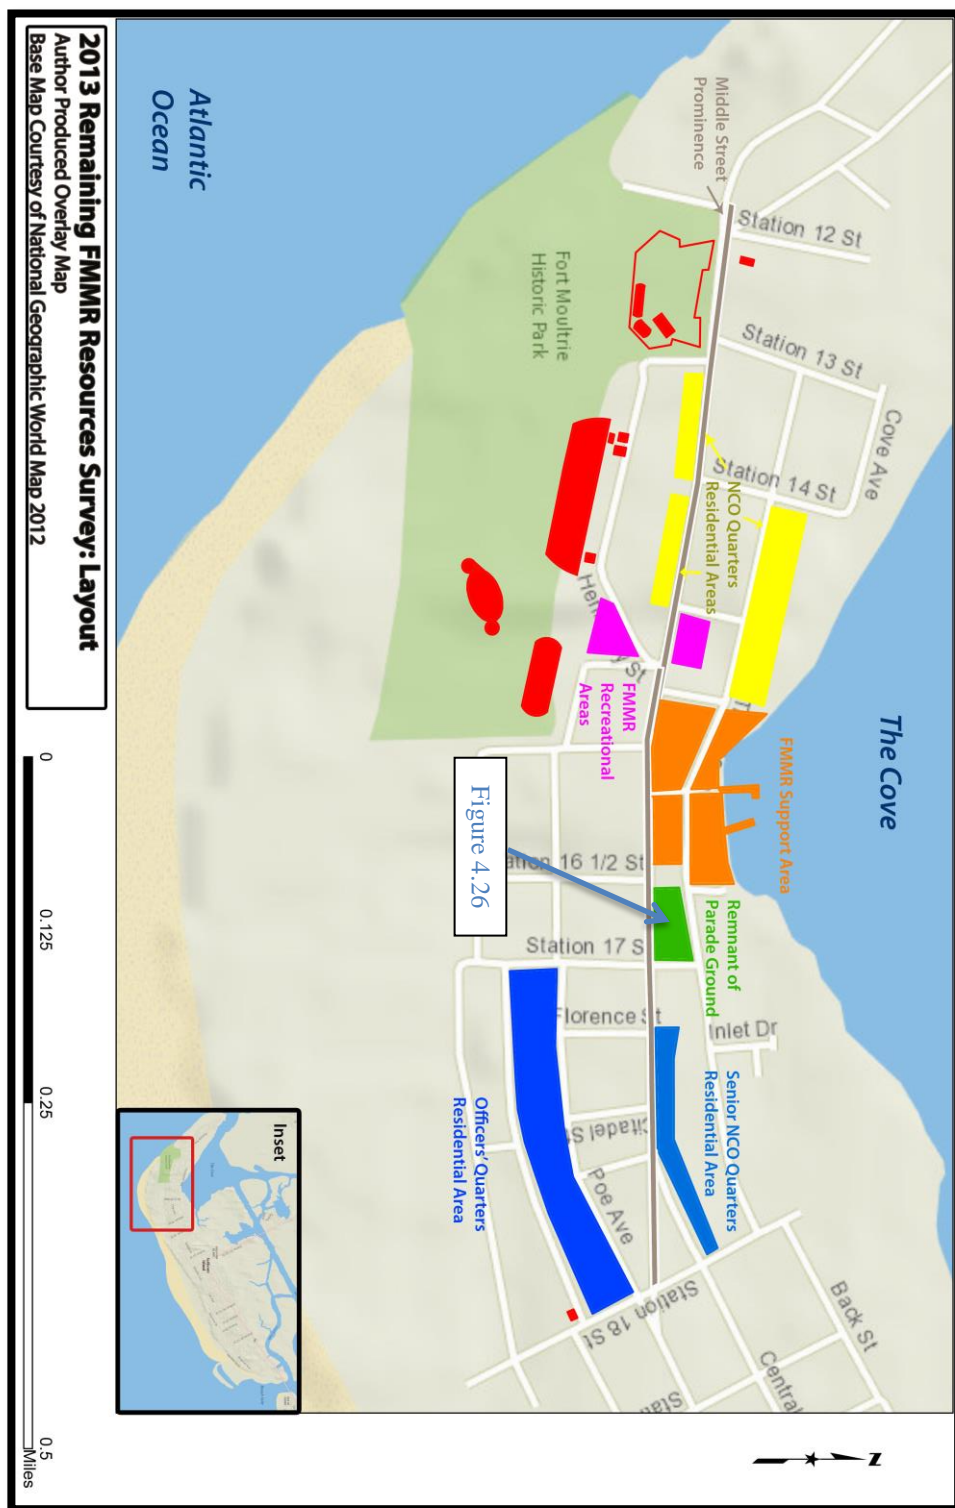 2013 Remaining FMMR Resources Survey: Layout
Author Produced Overlay Map
Base Map Courtesy of National Geographic World Map 2012
Atlantic
Ocean
Middle Street
Prominence
Station 12 St
Station 13 St
Cove Ave
Station 14 St
Fort Moultrie
Historic Park
NCO Quarters
Residential Areas
The Cove
FMMR
Recreational
Areas
FMMR Support Area
Figure 4.26
ation 16 1/2 St
Station 17 S
Remnant of
Parade Ground
Florence St
Inlet Dr
Citadel St
Poe Ave
Senior NCO Quarters
Residential Area
Officers' Quarters
Residential Area
Station 18 St
Back St
Central
Stati
Inset
N
0
0.125
0.25
0.5
Miles